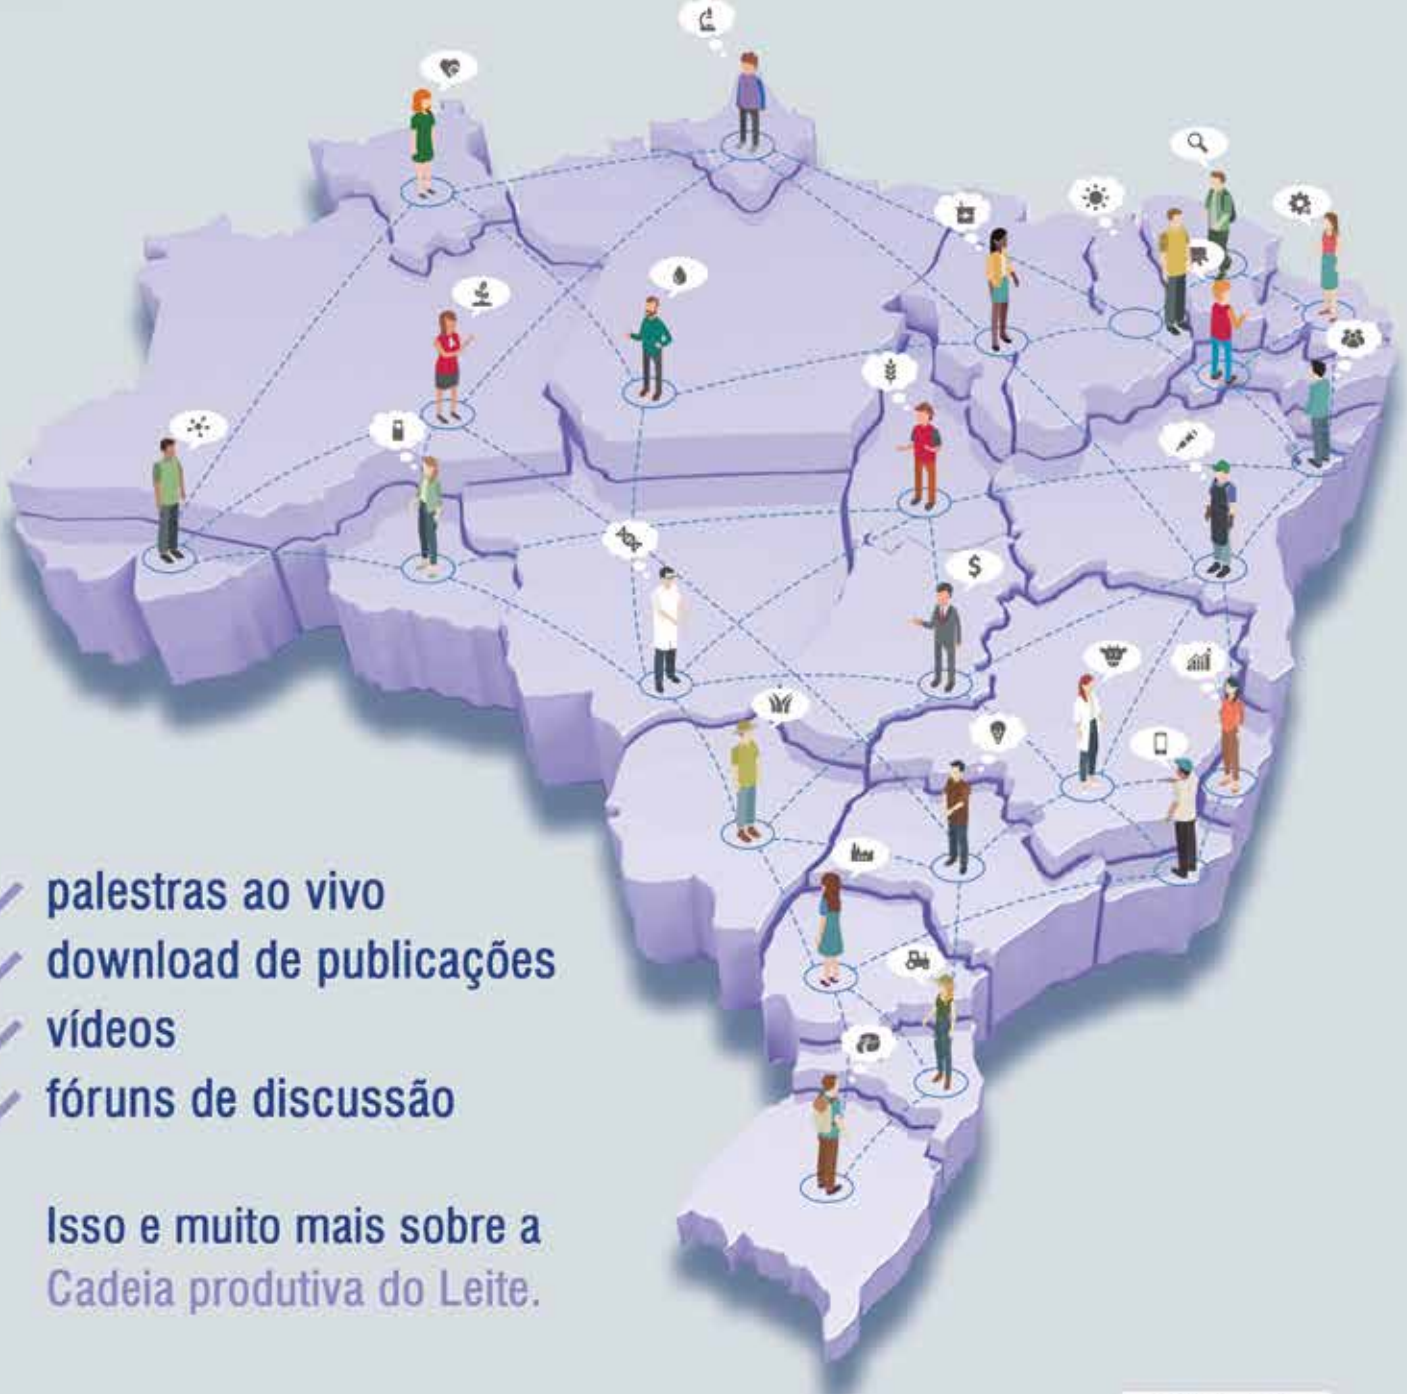 palestras ao vivo
download de publicações
vídeos
fóruns de discussão
Isso e muito mais sobre a
Cadeia produtiva do Leite.
$